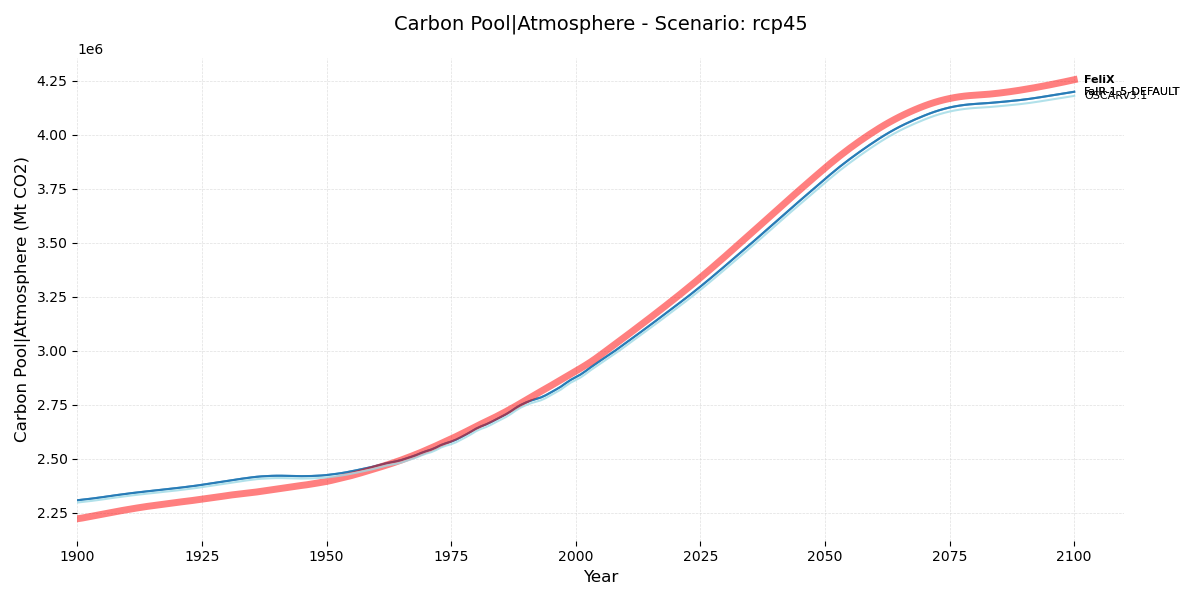 Carbon Pool|Atmosphere - Scenario: rcp45
1e6
4.25
4.00
3.75
3.50
3.25
3.00
2.75
2.50
2.25
Carbon Pool|Atmosphere (Mt CO2)
FeliX
FaIR-1.5-DEFAULT
OSCARv3.1
1900
1925
1950
1975
2000
2025
2050
2075
2100
Year